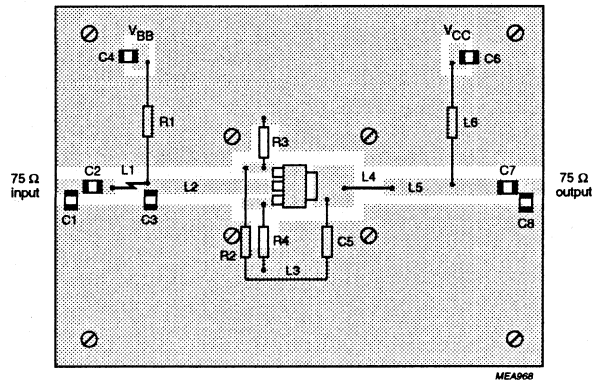 V_BB
V_CC
C4
C6
R1
L6
R3
75 Ω
input
C2
L1
L2
L4
L5
C7
75 Ω
output
C1
C3
C8
R2
R4
C5
L3
MEA968